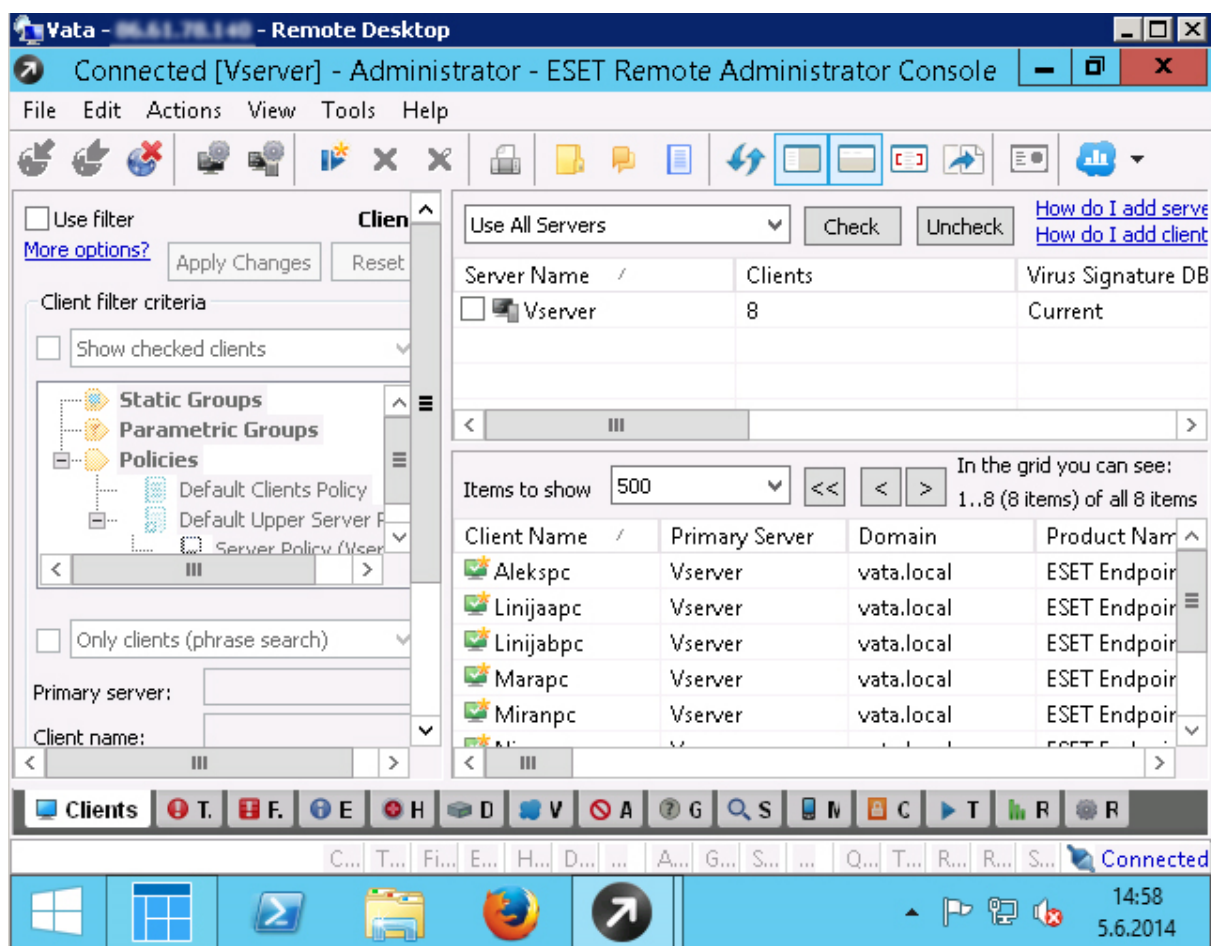 Vata - - Remote Desktop
Connected [Vserver] - Administrator - ESET Remote Administrator Console
File Edit Actions View Tools Help
Use filter
Clien
More options?
Apply Changes
Reset
Client filter criteria
Show checked clients
Static Groups
Parametric Groups
Policies
Default Clients Policy
Default Upper Server P
Server Policy (Vser
Only clients (phrase search)
Primary server:
Client name:
Use All Servers
Check
Uncheck
How do I add serve
How do I add client
Server Name Clients Virus Signature DB
Vserver 8 Current
Items to show 500 << < >
In the grid you can see:
1..8 (8 items) of all 8 items
Client Name Primary Server Domain Product Nam
Alekspc Vserver vata.local ESET Endpoin
Linijaapc Vserver vata.local ESET Endpoin
Linijabpc Vserver vata.local ESET Endpoin
Marapc Vserver vata.local ESET Endpoin
Miranpc Vserver vata.local ESET Endpoin
Clients T. F. E H D V A G S M C T R R
C... T... Fi... E... H... D... ... A... G... S... ... Q... T... R... R... S... Connected
14:58
5.6.2014